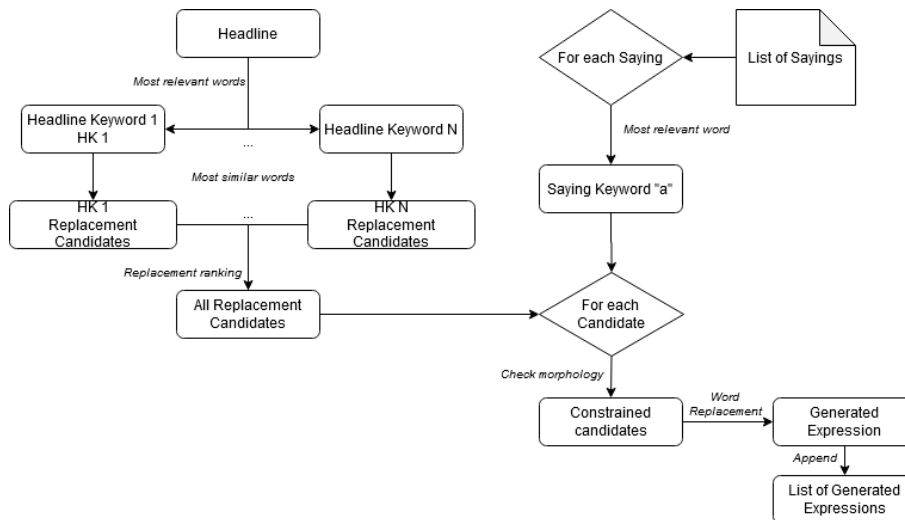 Headline
Most relevant words
Headline Keyword 1
HK 1
...
Headline Keyword N
Most similar words
HK 1
Replacement
Candidates
...
HK N
Replacement
Candidates
Replacement ranking
All Replacement
Candidates
For each Saying
List of Sayings
Most relevant word
Saying Keyword "a"
For each
Candidate
Check morphology
Constrained
candidates
Word
Replacement
Generated
Expression
Append
List of Generated
Expressions